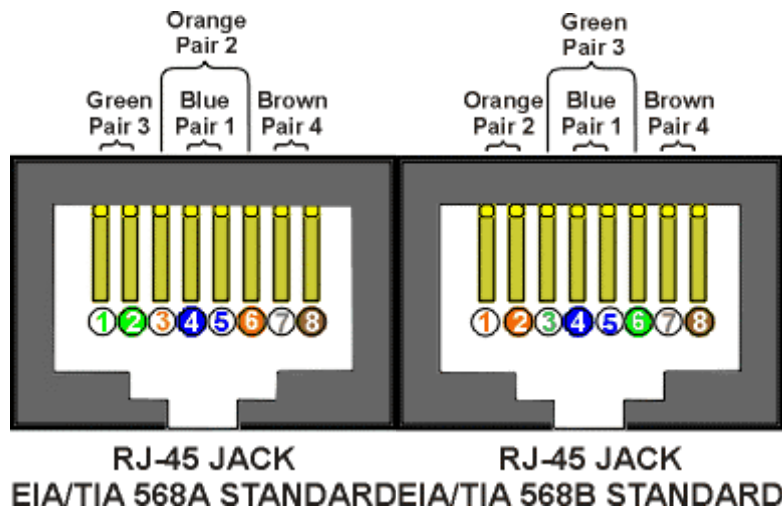 Orange
Pair 2
Green
Pair 3
Blue
Pair 1
Brown
Pair 4
1 2 3 4 5 6 7 8
RJ-45 JACK
EIA/TIA 568A STANDARD
Green
Pair 3
Orange
Pair 2
Blue
Pair 1
Brown
Pair 4
1 2 3 4 5 6 7 8
RJ-45 JACK
EIA/TIA 568B STANDARD